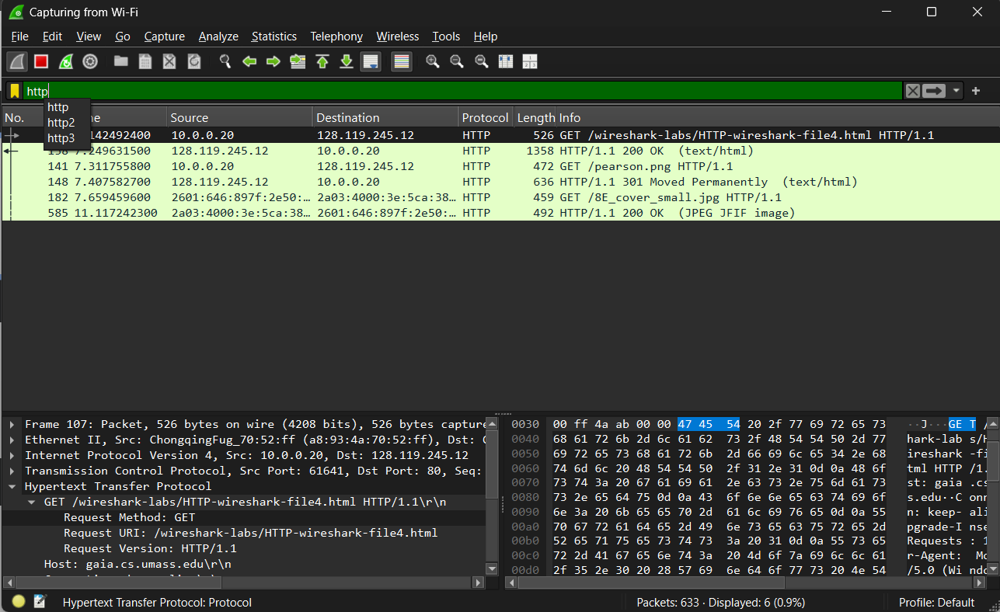 Capturing from Wi-Fi
File Edit View Go Capture Analyze Statistics Telephony Wireless Tools Help
http
http
http2
http3
No. Source Destination Protocol Length Info
142492400 10.0.0.20 128.119.245.12 HTTP 526 GET /wireshark-labs/HTTP-wireshark-file4.html HTTP/1.1
7.249631500 128.119.245.12 10.0.0.20 HTTP 1358 HTTP/1.1 200 OK (text/html)
141 7.311755800 10.0.0.20 128.119.245.12 HTTP 472 GET /pearson.png HTTP/1.1
148 7.407582700 128.119.245.12 10.0.0.20 HTTP 636 HTTP/1.1 301 Moved Permanently (text/html)
182 7.659459600 2601:646:897f:2e50:… 2a03:4000:3e:5ca:38… HTTP 459 GET /8E_cover_small.jpg HTTP/1.1
585 11.117242300 2a03:4000:3e:5ca:38… 2601:646:897f:2e50:… HTTP 492 HTTP/1.1 200 OK (JPEG JFIF image)
Frame 107: Packet, 526 bytes on wire (4208 bits), 526 bytes capture
Ethernet II, Src: ChongqingFug_70:52:ff (a8:93:4a:70:52:ff), Dst:
Internet Protocol Version 4, Src: 10.0.0.20, Dst: 128.119.245.12
Transmission Control Protocol, Src Port: 61641, Dst Port: 80, Seq:
Hypertext Transfer Protocol
GET /wireshark-labs/HTTP-wireshark-file4.html HTTP/1.1\r\n
Request Method: GET
Request URI: /wireshark-labs/HTTP-wireshark-file4.html
Request Version: HTTP/1.1
Host: gaia.cs.umass.edu\r\n
0030 00 ff 4a ab 00 00 47 45 54 20 2f 77 69 72 65 73 ··J···GE T /
0040 68 61 72 6b 2d 6c 61 62 73 2f 48 54 54 50 2d 77 hark-lab s/H
0050 69 72 65 73 68 61 72 6b 2d 66 69 6c 65 34 2e 68 ireshark -fi
0060 74 6d 6c 20 48 54 54 50 2f 31 2e 31 0d 0a 48 6f tml HTTP /1.
0070 73 74 3a 20 67 61 69 61 2e 63 73 2e 75 6d 61 73 st: gaia .cs
0080 73 2e 65 64 75 0d 0a 43 6f 6e 6e 65 63 74 69 6f s.edu··C onn
0090 6e 3a 20 6b 65 65 70 2d 61 6c 69 76 65 0d 0a 55 n: keep- ali
00a0 70 67 72 61 64 65 2d 49 6e 73 65 63 75 72 65 2d pgrade-I nse
00b0 52 65 71 75 65 73 74 73 3a 20 31 0d 0a 55 73 65 Requests : 1
00c0 72 2d 41 67 65 6e 74 3a 20 4d 6f 7a 69 6c 6c 61 r-Agent: Mo
00d0 2f 35 2e 30 20 28 57 69 6e 64 6f 77 73 20 4e 54 /5.0 (Wi ndo
Hypertext Transfer Protocol: Protocol
Packets: 633 · Displayed: 6 (0.9%)
Profile: Default